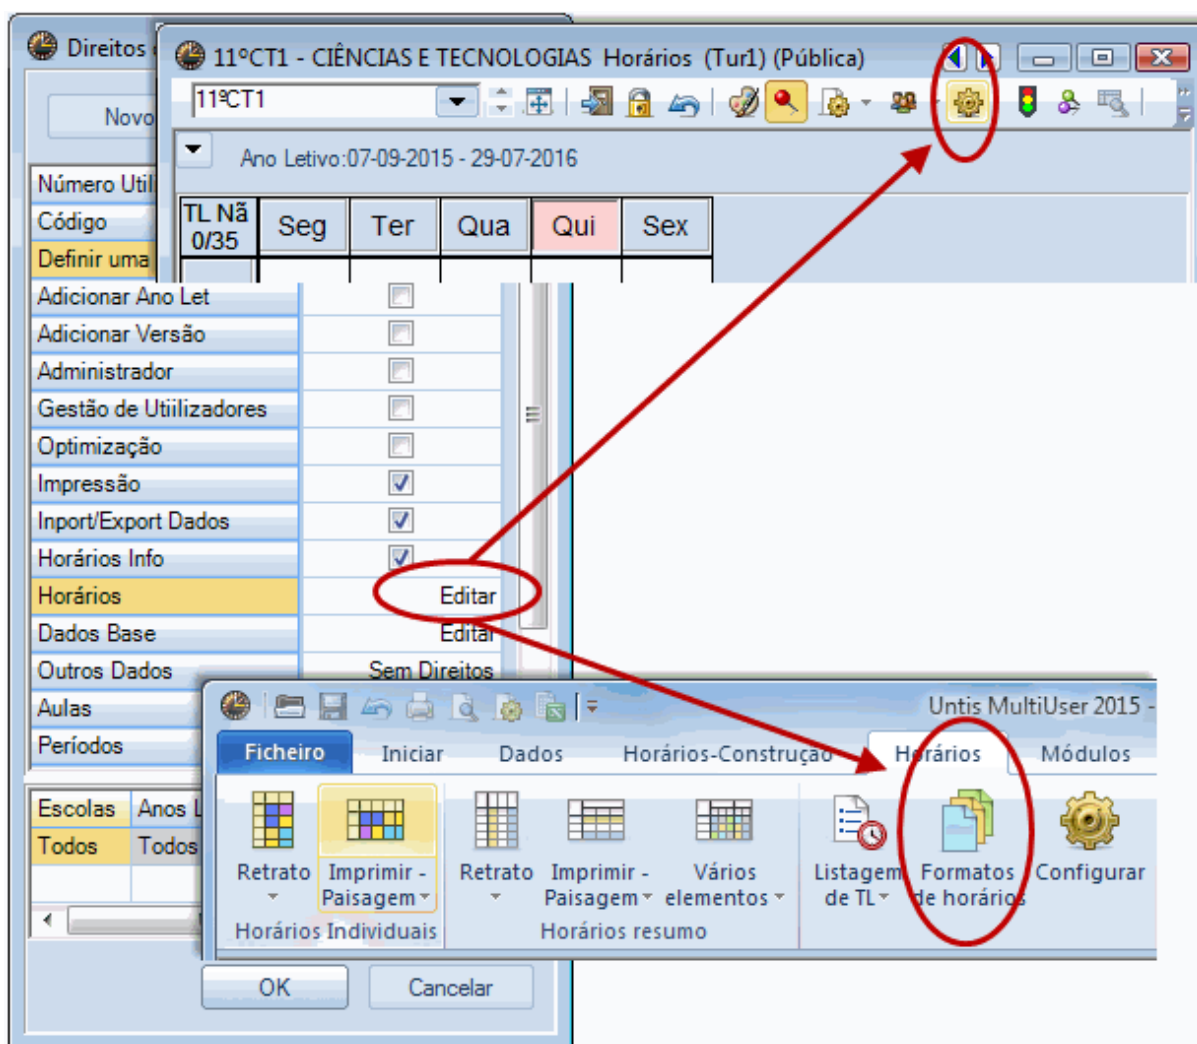 Direitos
11ºCT1 - CIÊNCIAS E TECNOLOGIAS Horários (Tur1) (Pública)
Novo
11ºCT1
Ano Letivo:07-09-2015 - 29-07-2016
Número Util
Código
Definir uma
TL Nã
0/35
Seg
Ter
Qua
Qui
Sex
Adicionar Ano Let
Adicionar Versão
Administrador
Gestão de Utiilizadores
Optimização
Impressão
Inport/Export Dados
Horários Info
Horários Editar
Dados Base Editar
Outros Dados Sem Direitos
Aulas
Períodos
Untis MultiUser 2015 -
Ficheiro Iniciar Dados Horários-Construção Horários Módulos
Escolas Anos L
Todos Todos
Retrato
Imprimir -
Paisagem
Horários Individuais
Retrato
Imprimir -
Paisagem
Vários
elementos
Horários resumo
Listagem
de TL
Formatos
de horários
Configurar
OK Cancelar